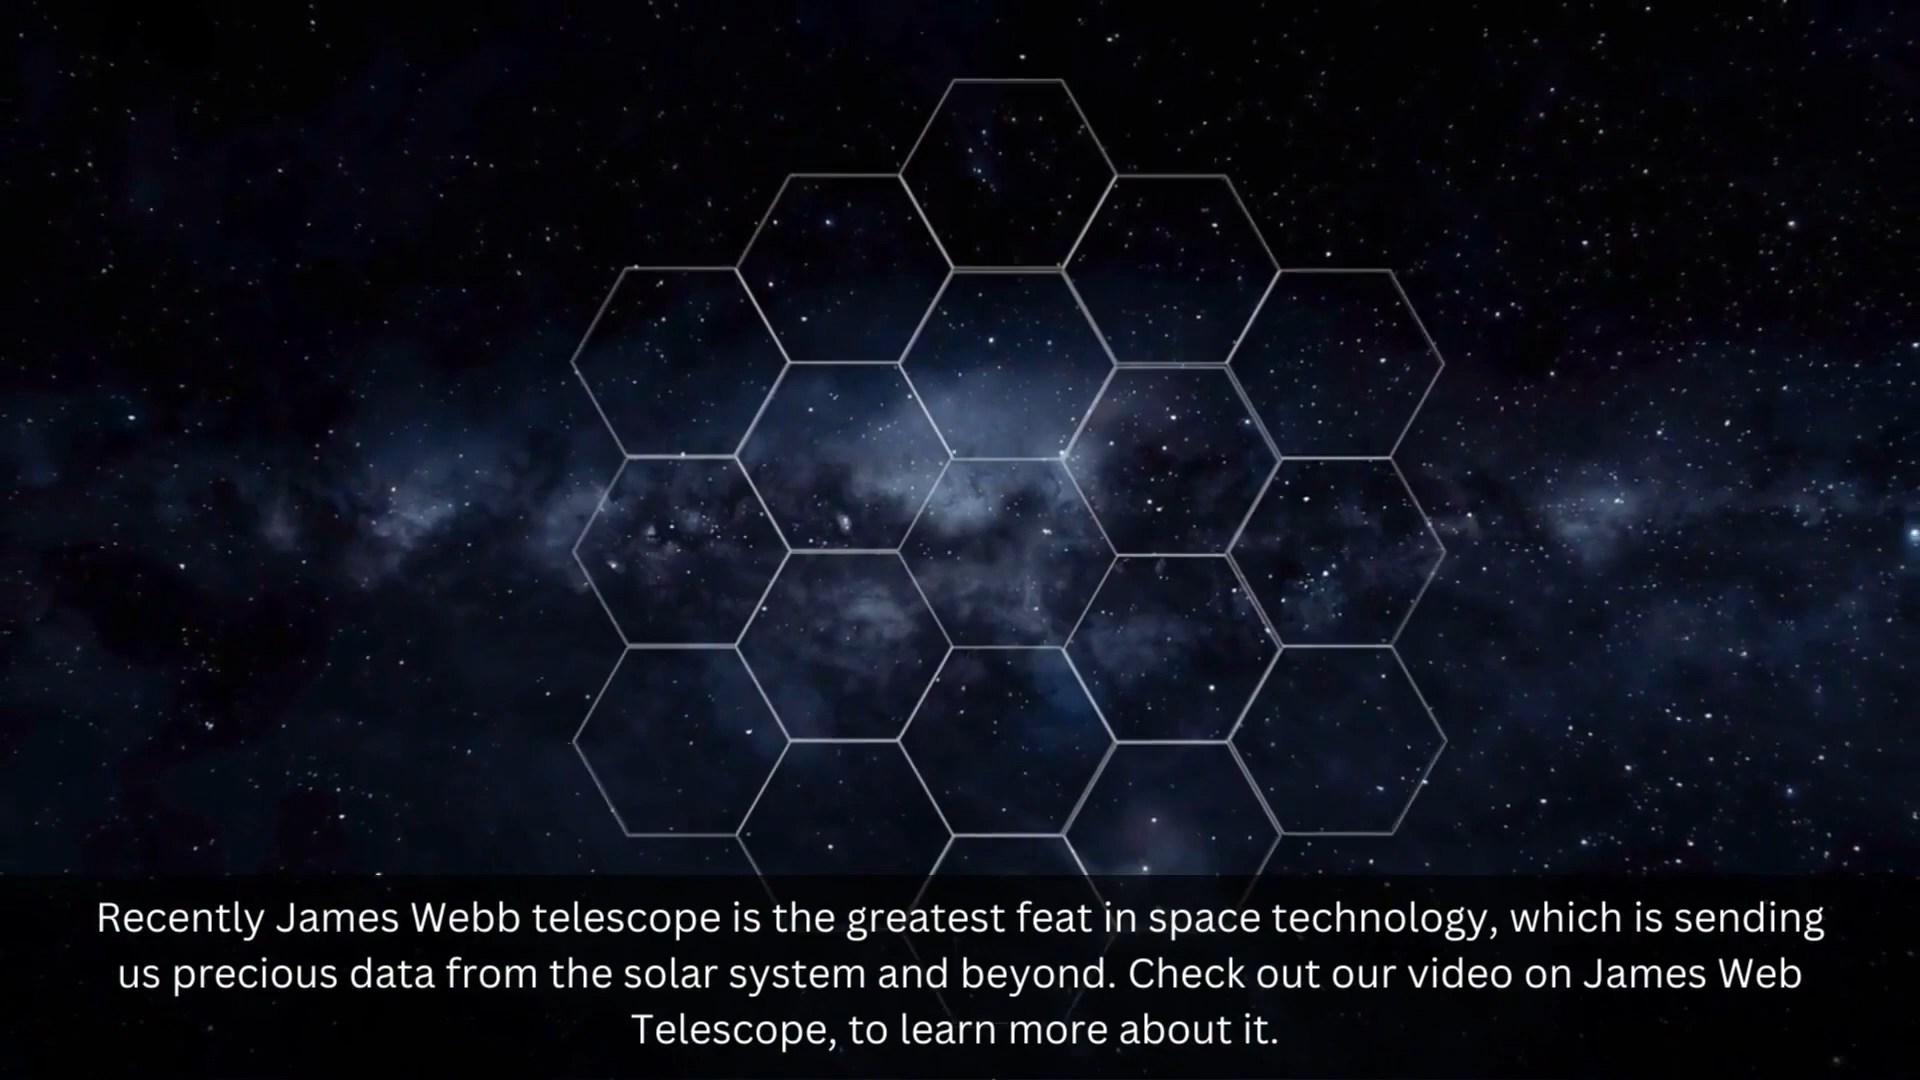 Recently James Webb telescope is the greatest feat in space technology, which is sending
us precious data from the solar system and beyond. Check out our video on James Web
Telescope, to learn more about it.